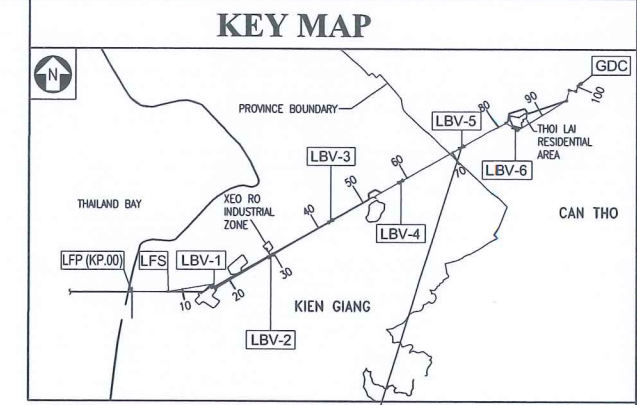 KEY MAP
N
GDC
PROVINCE BOUNDARY
80
90
100
LBV-5
THOI LAI
RESIDENTIAL
AREA
LBV-3
60
70
LBV-6
50
THAILAND BAY
XEO RO
INDUSTRIAL
ZONE
40
LBV-4
CAN THO
LFP (KP.00)
LFS
LBV-1
30
20
10
KIEN GIANG
LBV-2